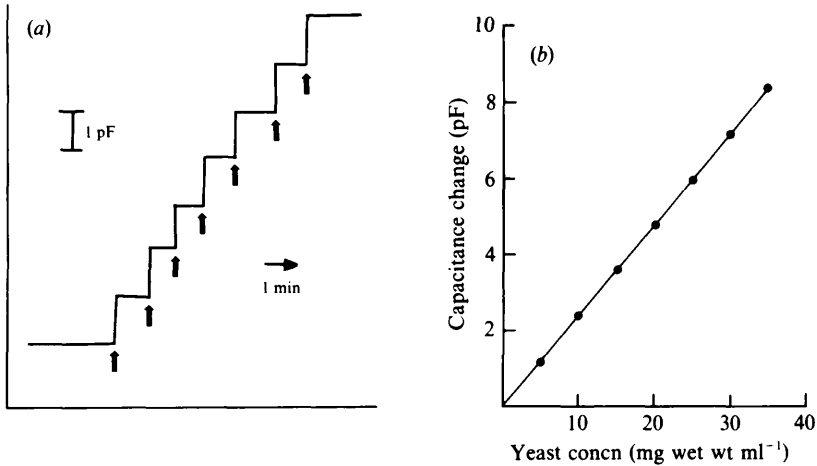 (a)
1 pF
1 min
(b)
Capacitance change (pF)
10
8
6
4
2
10 20 30 40
Yeast concn (mg wet wt ml⁻¹)